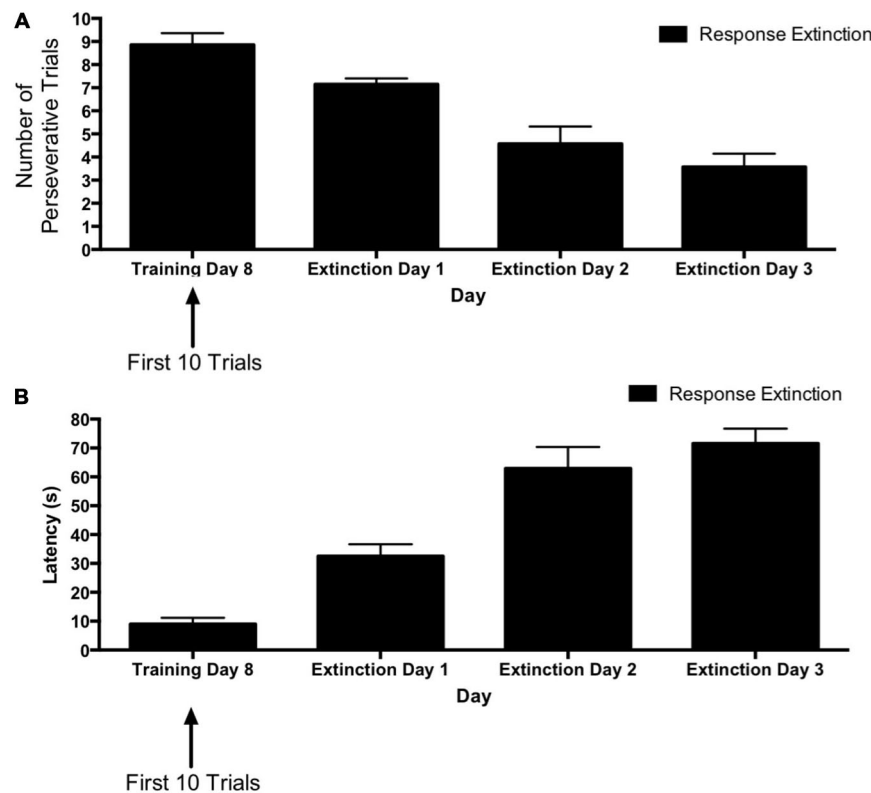 A
Response Extinction
Number of
Perseverative Trials
10
9
8
7
6
5
4
3
2
1
0
Training Day 8 Extinction Day 1 Extinction Day 2 Extinction Day 3
Day
First 10 Trials
B
Response Extinction
Latency (s)
80
70
60
50
40
30
20
10
0
Training Day 8 Extinction Day 1 Extinction Day 2 Extinction Day 3
Day
First 10 Trials